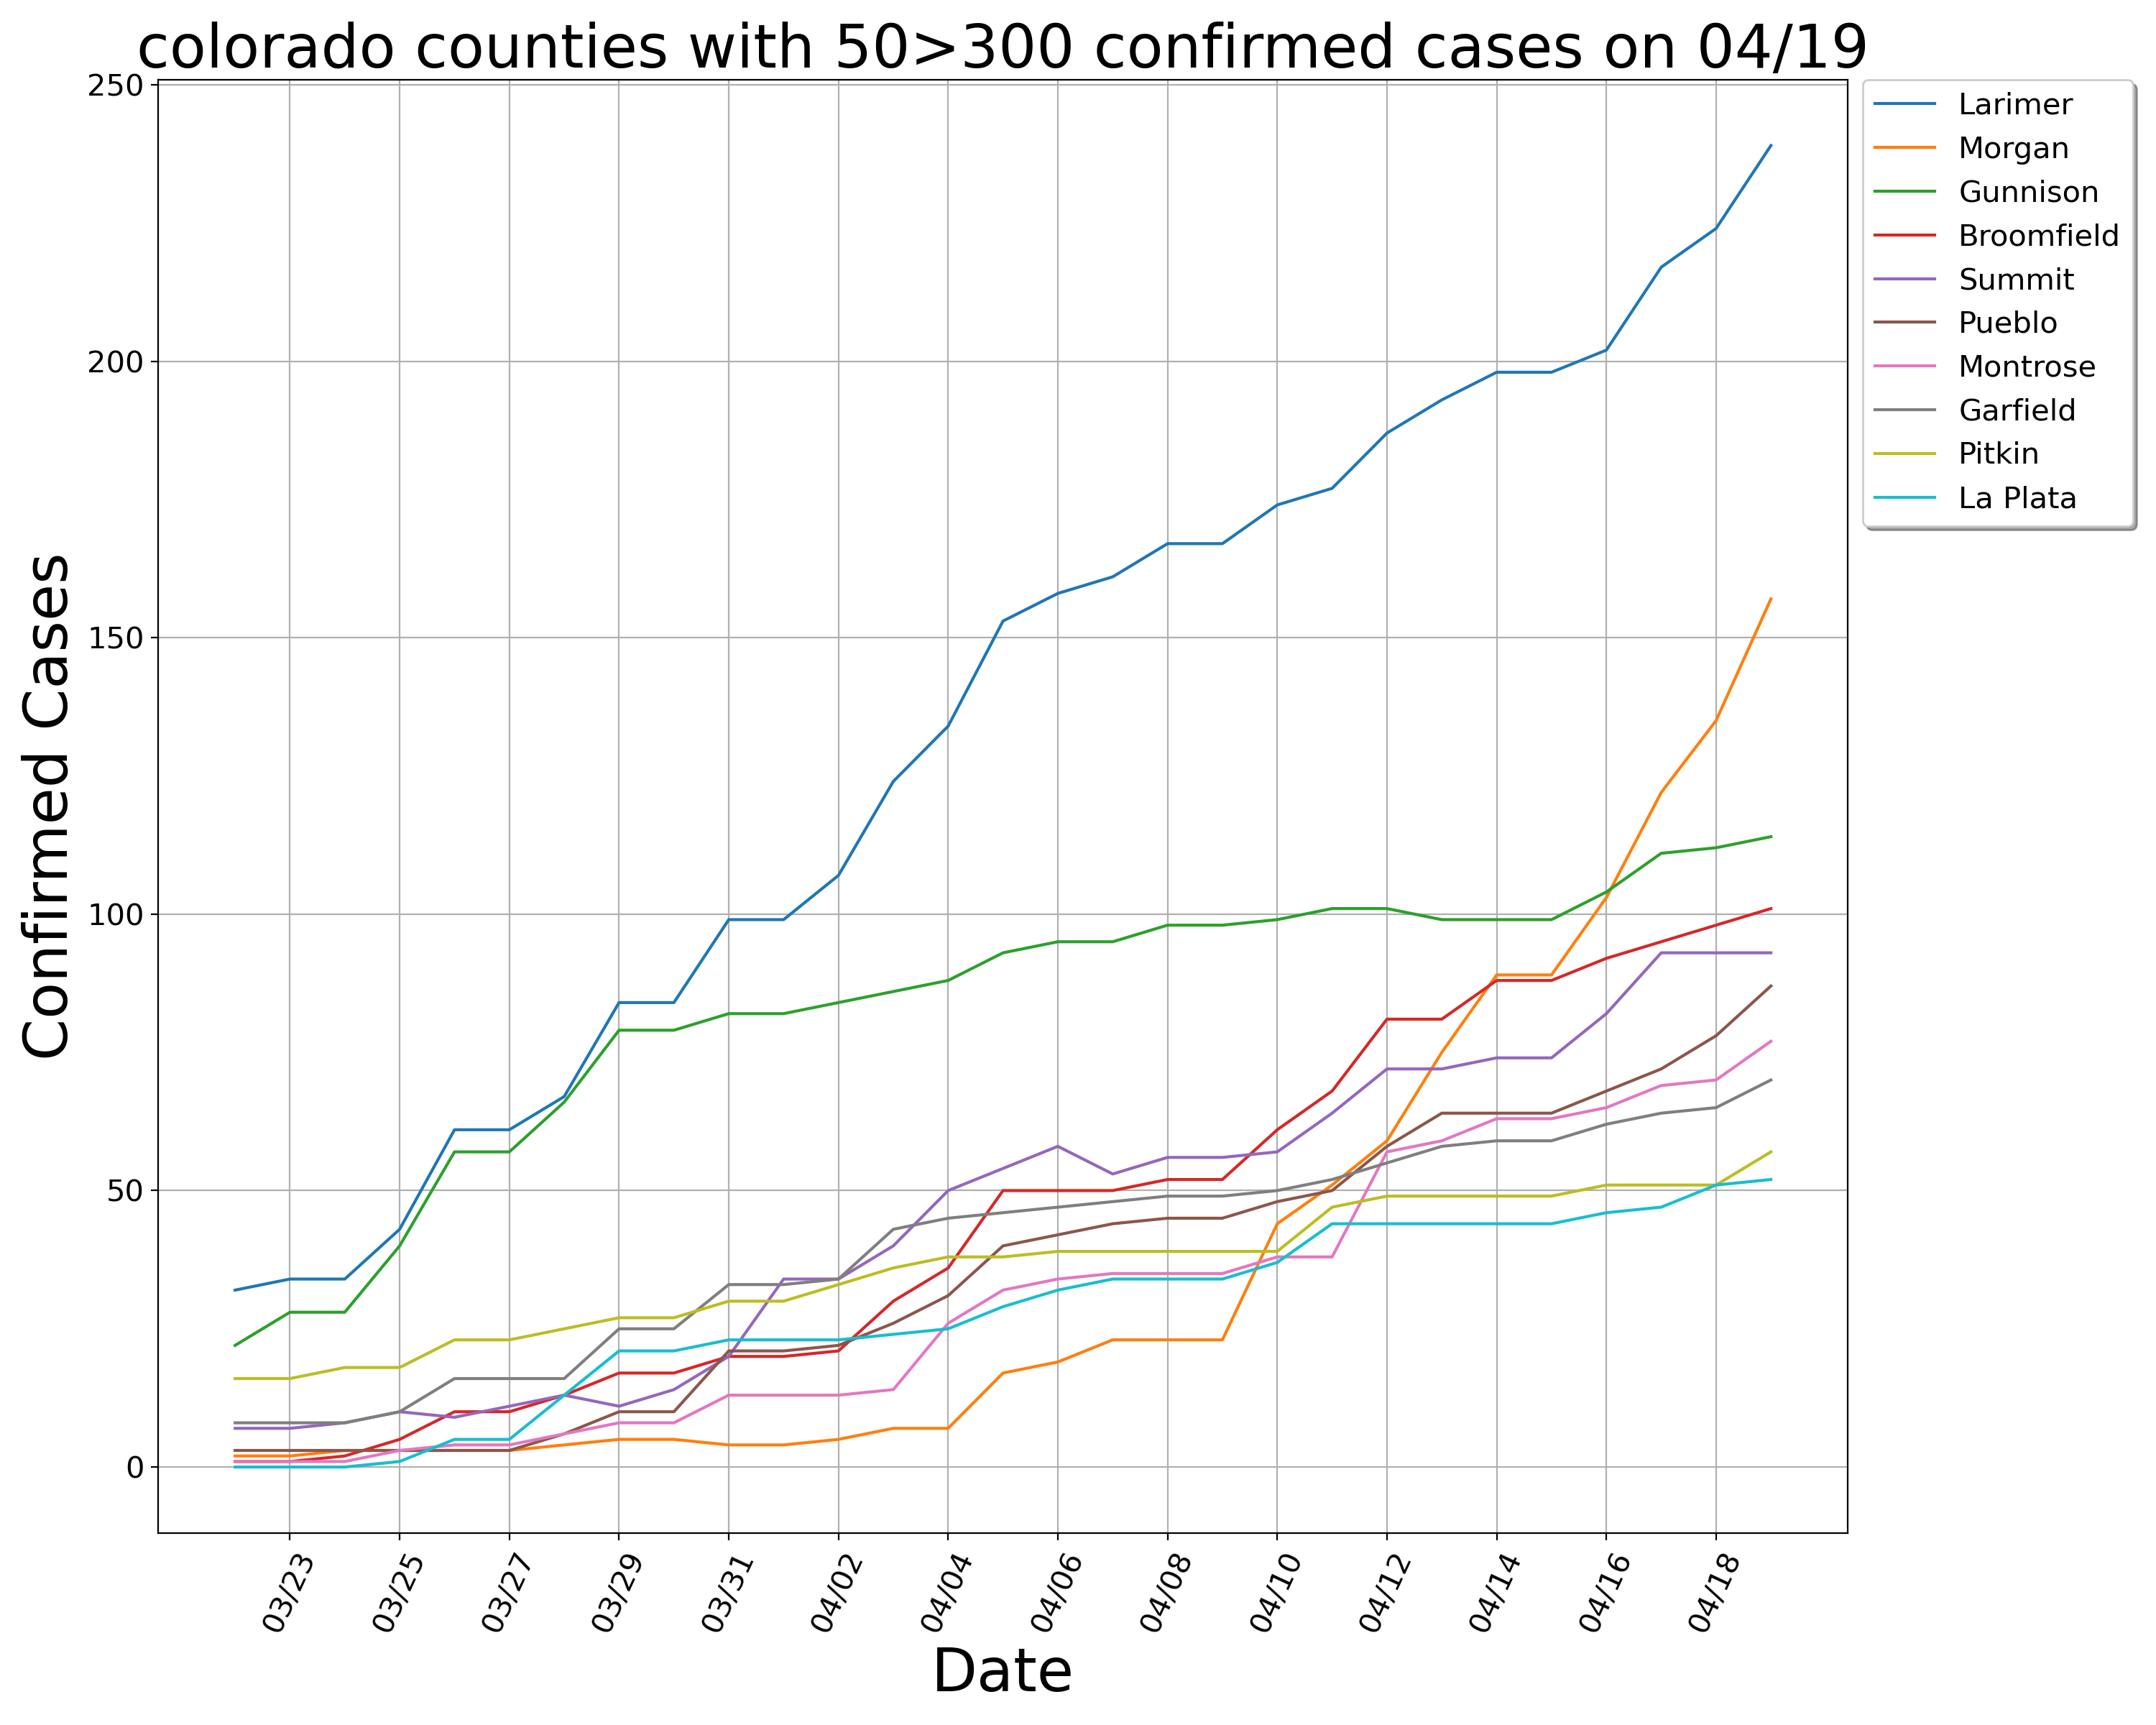 colorado counties with 50>300 confirmed cases on 04/19
250
200
150
100
50
0
Confirmed Cases
03/23
03/25
03/27
03/29
03/31
04/02
04/04
04/06
04/08
04/10
04/12
04/14
04/16
04/18
Date
Larimer
Morgan
Gunnison
Broomfield
Summit
Pueblo
Montrose
Garfield
Pitkin
La Plata